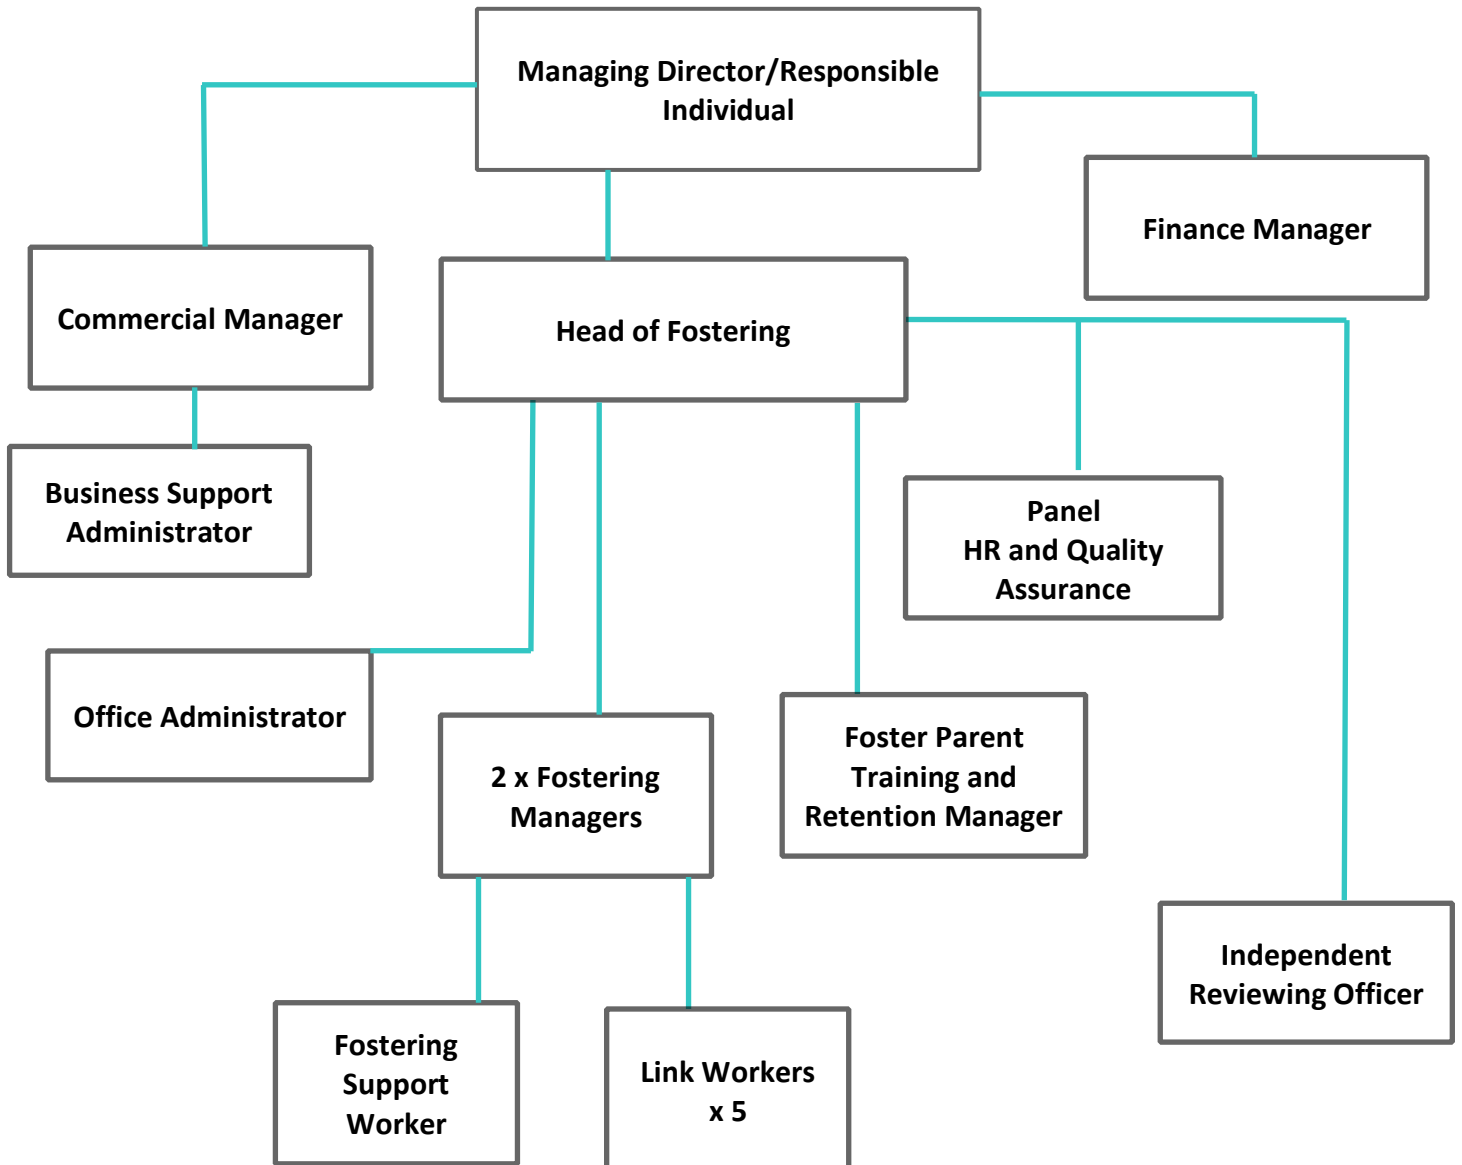 Managing Director/Responsible
Individual
Finance Manager
Commercial Manager
Head of Fostering
Business Support
Administrator
Panel
HR and Quality
Assurance
Office Administrator
2 x Fostering
Managers
Foster Parent
Training and
Retention Manager
Independent
Reviewing Officer
Fostering
Support
Worker
Link Workers
x 5